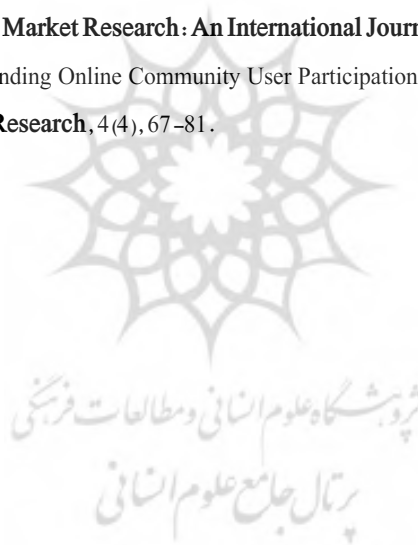 Market Research: An International Journ
nding Online Community User Participation
Research, 4(4), 67–81.
پژوهشگاه علوم انسانی و مطالعات فرهنگی
پرتال جامع علوم انسانی